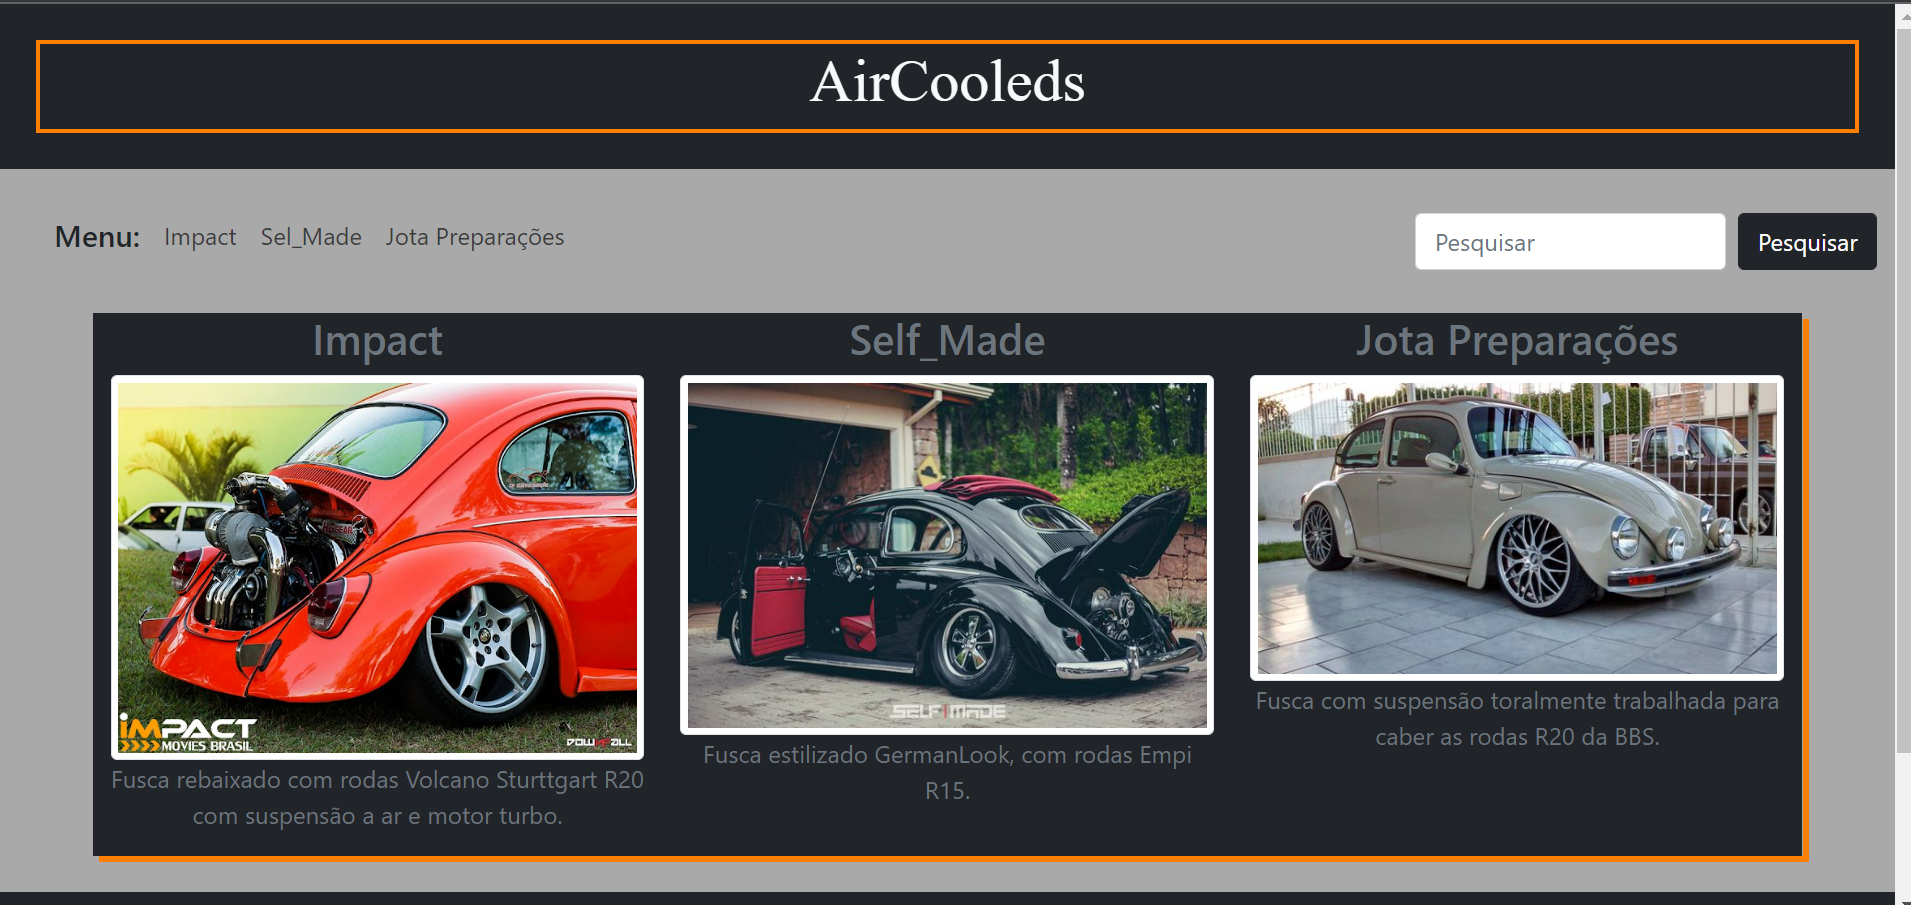 AirCooleds
Menu: Impact Sel_Made Jota Preparações
Pesquisar Pesquisar
Impact
IMPACT
MOVIES BRASIL
Fusca rebaixado com rodas Volcano Sturttgart R20
com suspensão a ar e motor turbo.
Self_Made
SELF MADE
Fusca estilizado GermanLook, com rodas Empi
R15.
Jota Preparações
Fusca com suspensão toralmente trabalhada para
caber as rodas R20 da BBS.